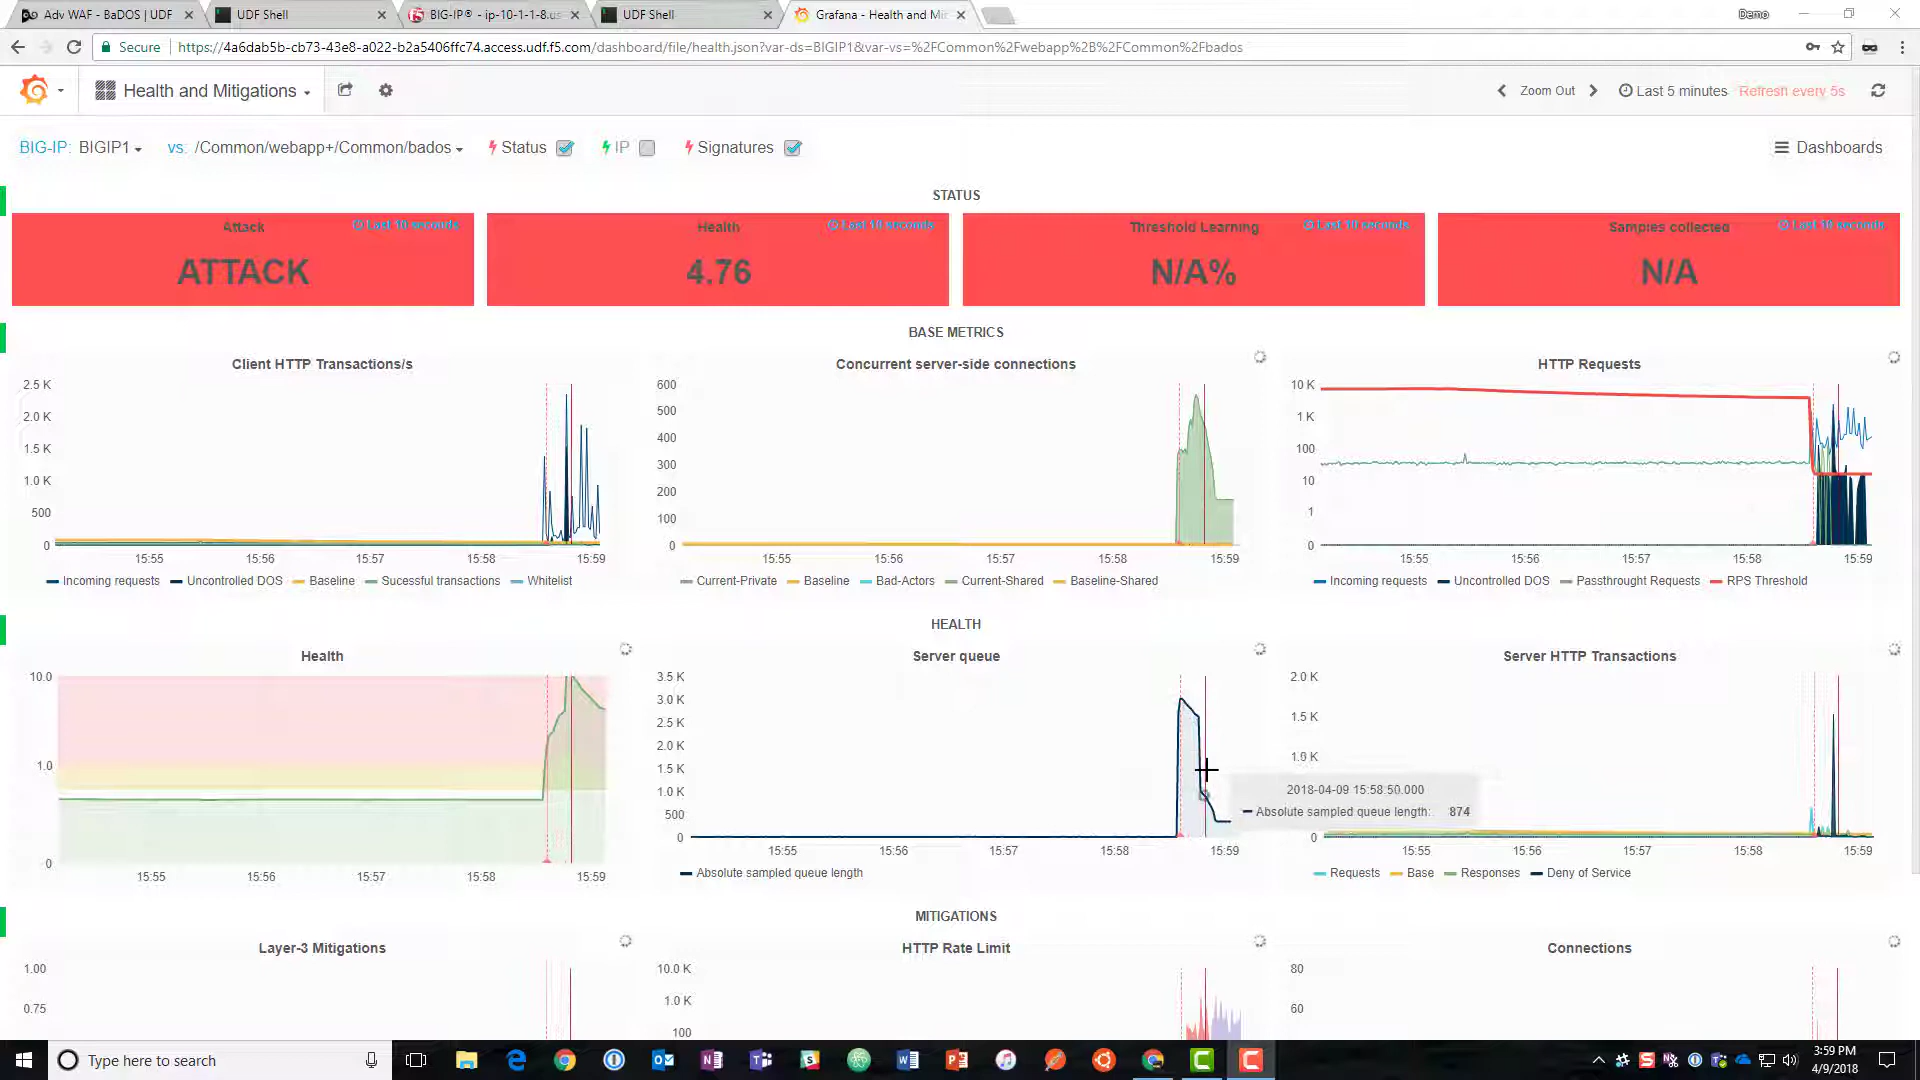 Adv WAF - BaDOS | UDF
UDF Shell
BIG-IP® - ip-10-1-1-8.us
UDF Shell
Grafana - Health and Mit
Demo
Secure
https://4a6dab5b-cb73-43e8-a022-b2a5406ffc74.access.udf.f5.com/dashboard/file/health.json?var-ds=BIGIP1&var-vs=%2FCommon%2Fwebapp%2B%2FCommon%2Fbados
Health and Mitigations
Zoom Out
Last 5 minutes
Refresh every 5s
BIG-IP: BIGIP1
vs: /Common/webapp+/Common/bados
Status
IP
Signatures
Dashboards
STATUS
Attack
Last 10 seconds
ATTACK
Health
Last 10 seconds
4.76
Threshold Learning
Last 10 seconds
N/A%
Samples collected
Last 10 seconds
N/A
BASE METRICS
Client HTTP Transactions/s
2.5 K
2.0 K
1.5 K
1.0 K
500
0
15:55 15:56 15:57 15:58 15:59
Incoming requests Uncontrolled DOS Baseline Sucessful transactions Whitelist
Concurrent server-side connections
600
500
400
300
200
100
0
15:55 15:56 15:57 15:58
Current-Private Baseline Bad-Actors Current-Shared Baseline-Shared
HTTP Requests
10 K
1 K
100
10
1
0
15:55 15:56 15:57 15:58 15:59
Incoming requests Uncontrolled DOS Passthrought Requests RPS Threshold
HEALTH
Health
10.0
1.0
0
15:55 15:56 15:57 15:58 15:59
Server queue
3.5 K
3.0 K
2.5 K
2.0 K
1.5 K
1.0 K
500
0
15:55 15:56 15:57 15:58 15:59
Absolute sampled queue length
2018-04-09 15:58:50.000
Absolute sampled queue length: 874
Server HTTP Transactions
2.0 K
1.5 K
1.0 K
0
15:55 15:56 15:57 15:58 15:59
Requests Base Responses Deny of Service
MITIGATIONS
Layer-3 Mitigations
1.00
0.75
HTTP Rate Limit
10.0 K
1.0 K
100
Connections
80
60
Type here to search
3:59 PM
4/9/2018